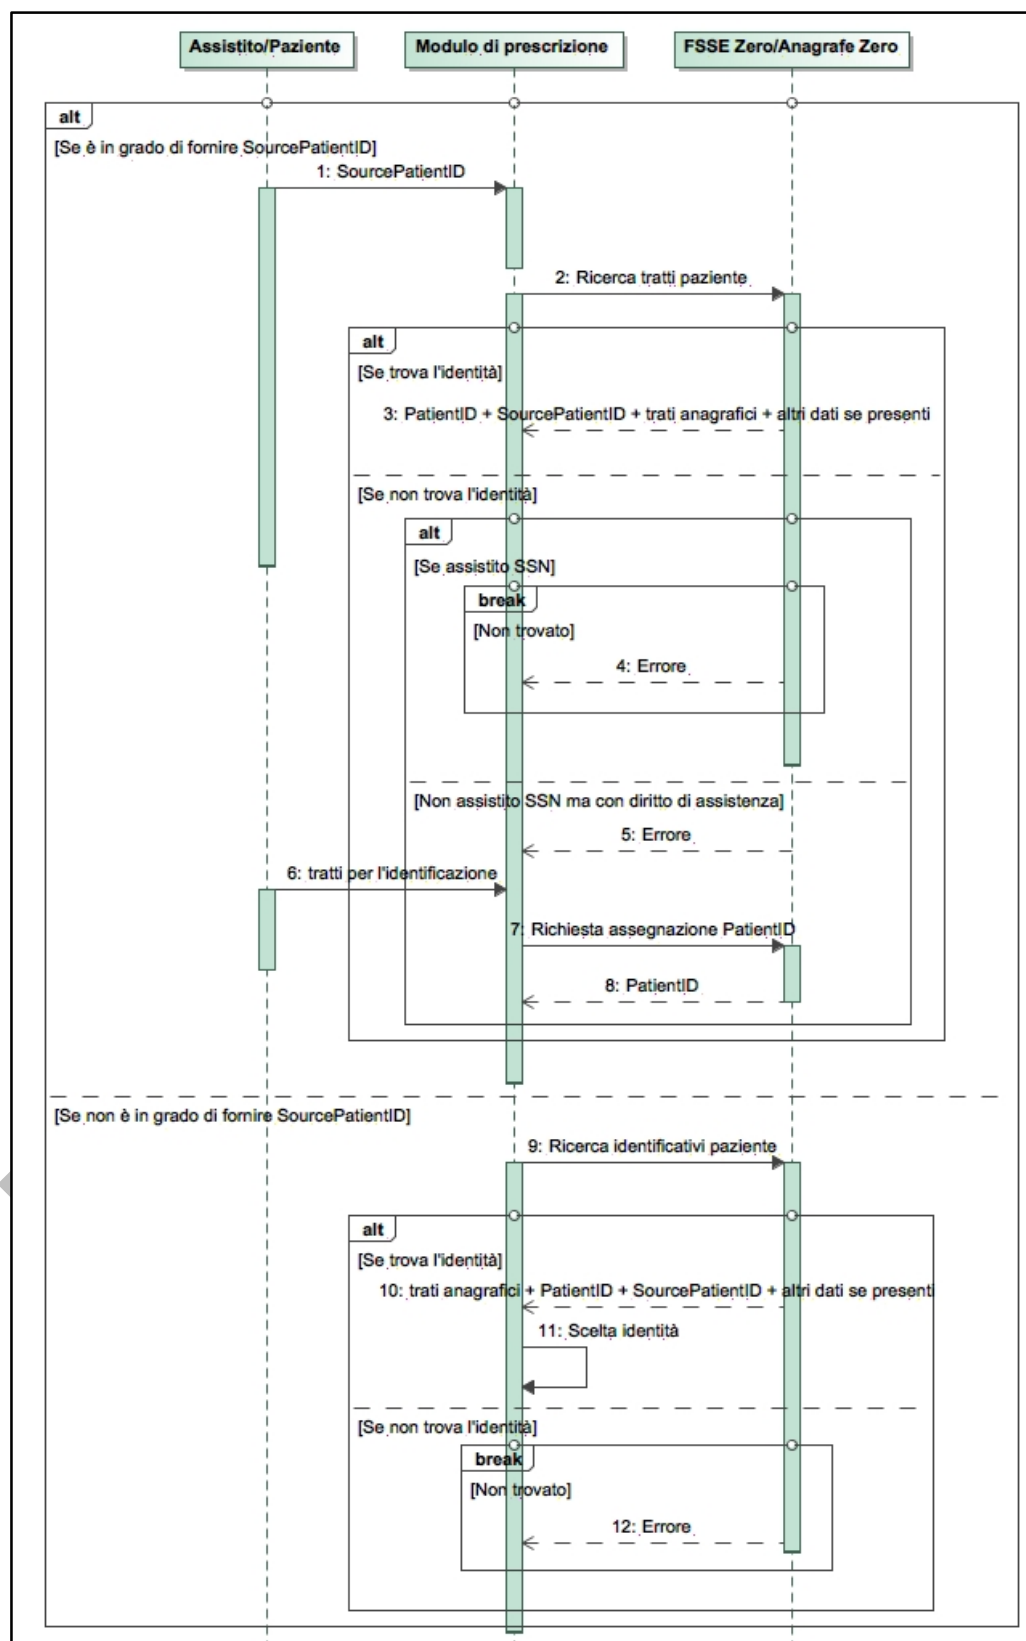 Assistito/Paziente
Modulo di prescrizione
FSSE Zero/Anagrafe Zero
alt
[Se è in grado di fornire SourcePatientID]
1: SourcePatientID
2: Ricerca tratti paziente
alt
[Se trova l'identità]
3: PatientID + SourcePatientID + trati anagrafici + altri dati se presenti
[Se non trova l'identità]
alt
[Se assistito SSN]
break
[Non trovato]
4: Errore
[Non assistito SSN ma con diritto di assistenza]
5: Errore
6: tratti per l'identificazione
7: Richiesta assegnazione PatientID
8: PatientID
[Se non è in grado di fornire SourcePatientID]
9: Ricerca identificativi paziente
alt
[Se trova l'identità]
10: trati anagrafici + PatientID + SourcePatientID + altri dati se presenti
11: Scelta identità
[Se non trova l'identità]
break
[Non trovato]
12: Errore